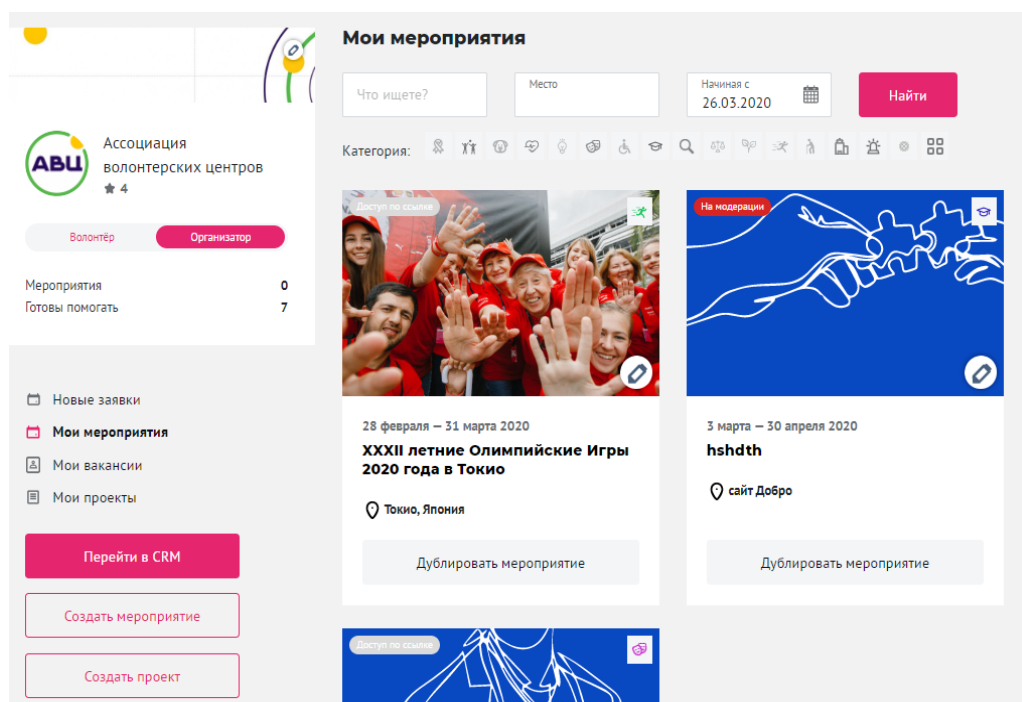 Мои мероприятия
Что ищете?
Место
Начиная с
26.03.2020
Найти
Категория:
АВЦ
Ассоциация
волонтерских центров
4
Волонтёр
Организатор
Мероприятия 0
Готовы помогать 7
Новые заявки
Мои мероприятия
Мои вакансии
Мои проекты
Перейти в CRM
Создать мероприятие
Создать проект
Доступ по ссылке
28 февраля — 31 марта 2020
XXXII летние Олимпийские Игры
2020 года в Токио
Токио, Япония
Дублировать мероприятие
На модерации
3 марта — 30 апреля 2020
hshdth
сайт Добро
Дублировать мероприятие
Доступ по ссылке